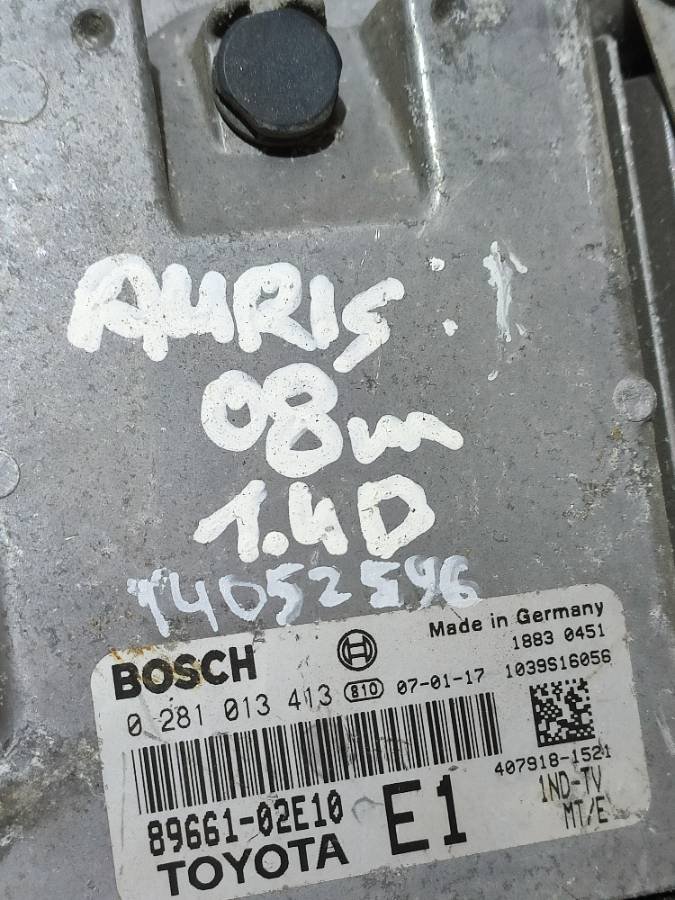 AURIS
08m
1.4D
14052596
BOSCH
Made in Germany
1883 0451
0 281 013 413 810 07-01-17 1039S16056
407918-1521
89661-02E10 E1 1ND-TV
TOYOTA MT/E